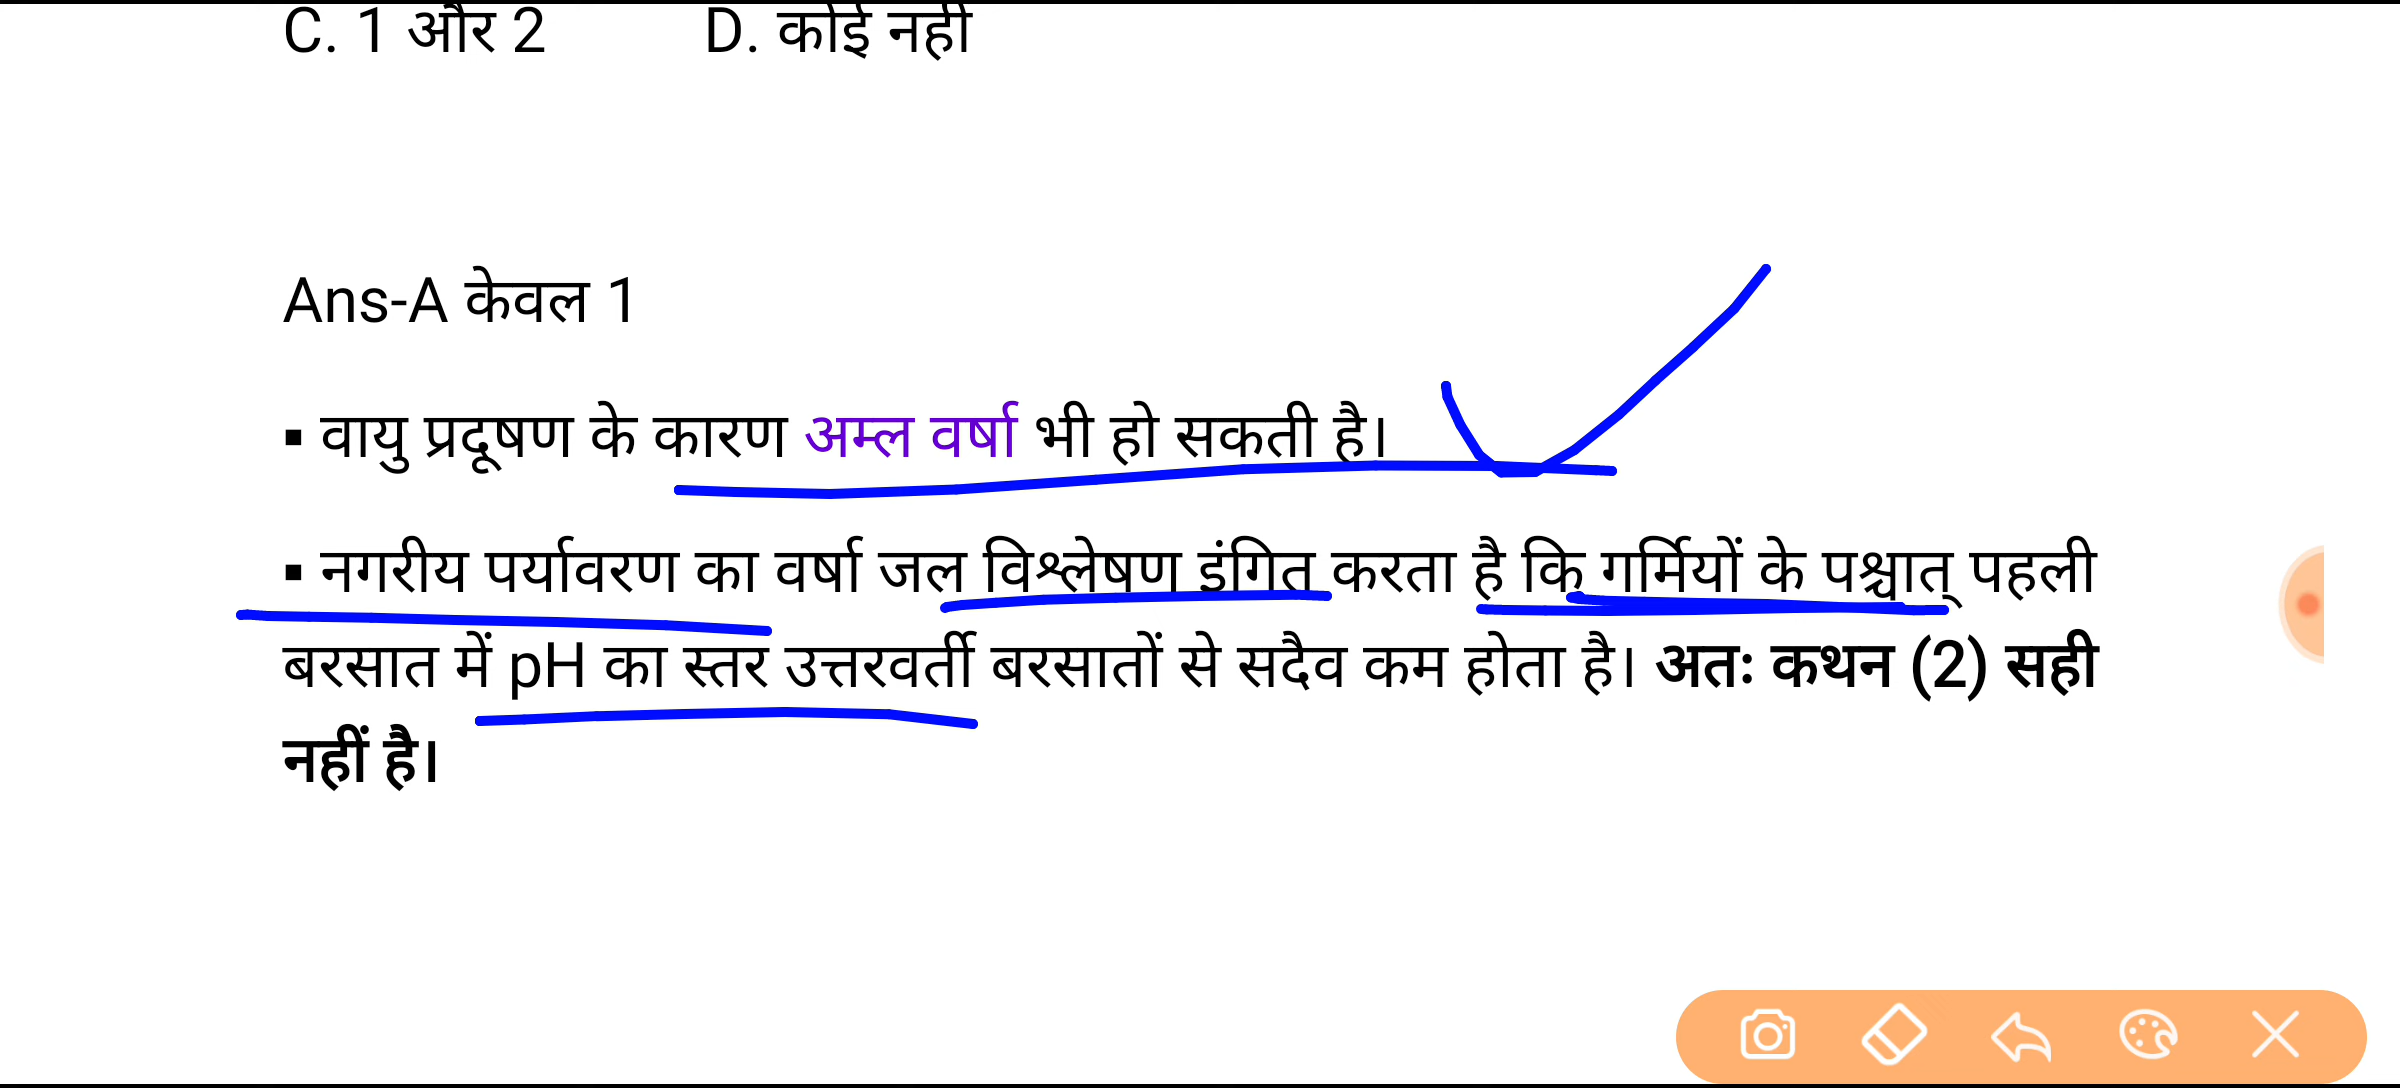 C. 1 और 2 D. कोई नही
Ans-A केवल 1
▪ वायु प्रदूषण के कारण अम्ल वर्षा भी हो सकती है।
▪ नगरीय पर्यावरण का वर्षा जल विश्लेषण डंगित करता है कि गर्मियों के पश्चात् पहली
बरसात में pH का स्तर उत्तरवर्ती बरसातों से सदैव कम होता है। अतः कथन (2) सही
नहीं है।